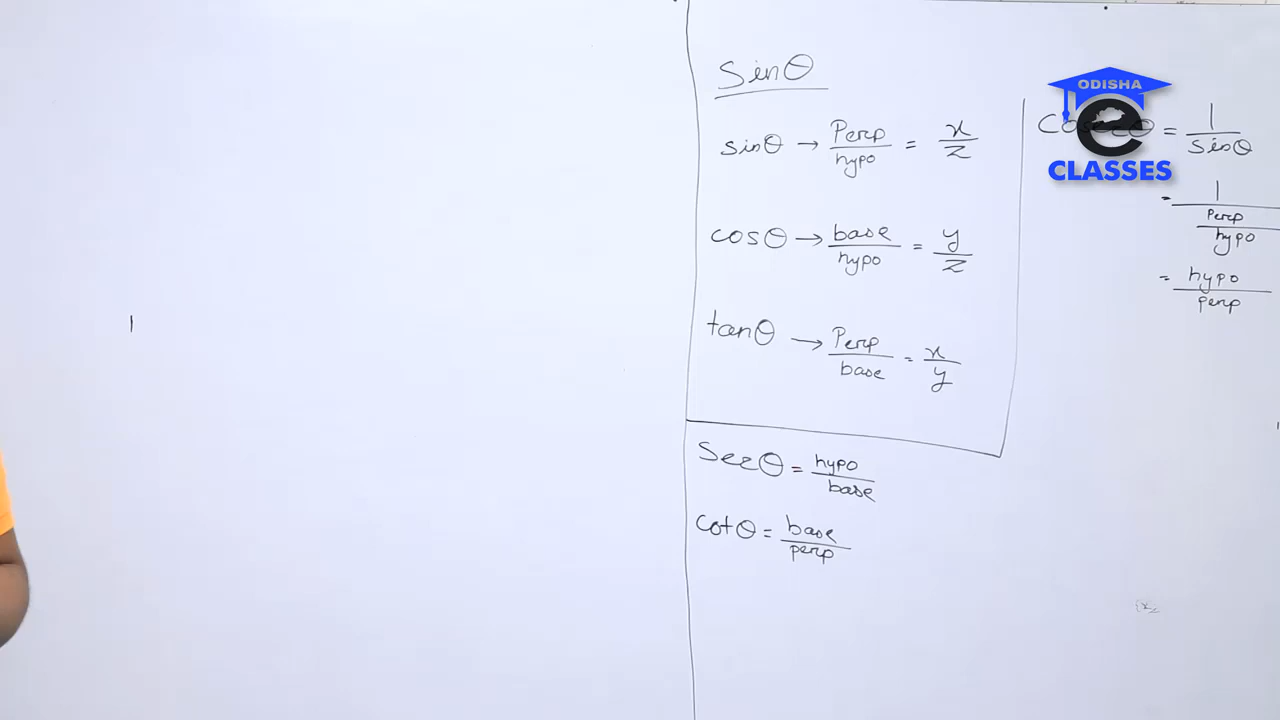 Sinθ
sinθ → Perp/hypo = x/z
cosθ → base/hypo = y/z
tanθ → Perp/base = x/y
Secθ = hypo/base
cotθ = base/perp
ODISHA
e
CLASSES
Cosecθ = 1/sinθ
= 1/(Perp/hypo)
= hypo/perp